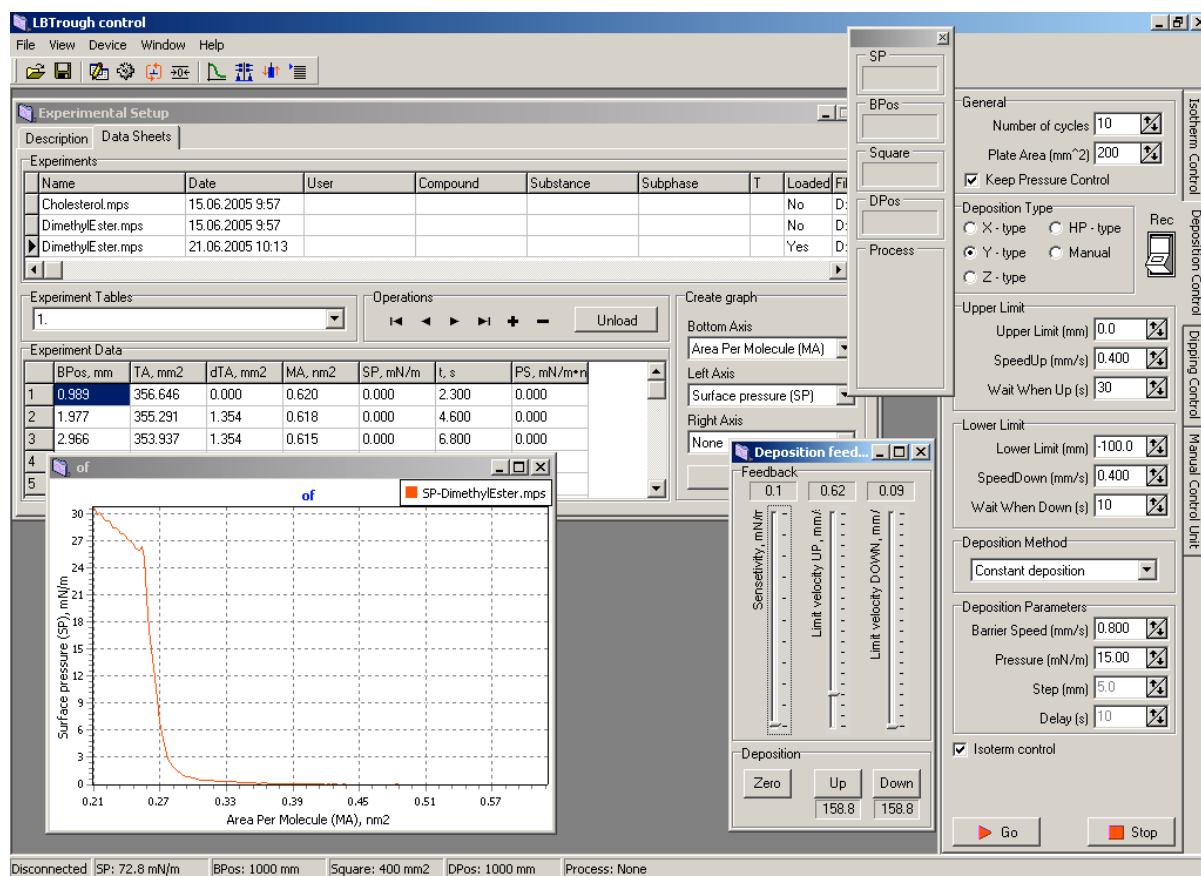 LBTrough control
File View Device Window Help
Experimental Setup
Description Data Sheets
Experiments
Name Date User Compound Substance Subphase T Loaded Fil
Cholesterol.mps 15.06.2005 9:57 No D:
DimethylEster.mps 15.06.2005 9:57 No D:
DimethylEster.mps 21.06.2005 10:13 Yes D:
Experiment Tables
1.
Operations
Unload
Experiment Data
BPos, mm TA, mm2 dTA, mm2 MA, nm2 SP, mN/m t, s PS, mN/m•n
1 0.989 356.646 0.000 0.620 0.000 2.300 0.000
2 1.977 355.291 1.354 0.618 0.000 4.600 0.000
3 2.966 353.937 1.354 0.615 0.000 6.800 0.000
4
5
Create graph
Bottom Axis
Area Per Molecule (MA)
Left Axis
Surface pressure (SP)
Right Axis
None
of
of
SP-DimethylEster.mps
Surface pressure (SP), mN/m
30
27
24
21
18
15
12
9
6
3
0
0.21 0.27 0.33 0.39 0.45 0.51 0.57
Area Per Molecule (MA), nm2
SP
BPos
Square
DPos
Process
Deposition feed...
Feedback
0.1 0.62 0.09
Sensetivity, mN/m
Limit velocity UP, mm/
Limit velocity DOWN, mm/
Deposition
Zero Up Down
158.8 158.8
General
Number of cycles 10
Plate Area (mm^2) 200
Keep Pressure Control
Deposition Type
X - type HP - type
Y - type Manual
Z - type
Rec
Upper Limit
Upper Limit (mm) 0.0
SpeedUp (mm/s) 0.400
Wait When Up (s) 30
Lower Limit
Lower Limit (mm) -100.0
SpeedDown (mm/s) 0.400
Wait When Down (s) 10
Deposition Method
Constant deposition
Deposition Parameters
Barrier Speed (mm/s) 0.800
Pressure (mN/m) 15.00
Step (mm) 5.0
Delay (s) 10
Isoterm control
Go Stop
Isotherm Control
Deposition Control
Dipping Control
Manual Control Unit
Disconnected SP: 72.8 mN/m BPos: 1000 mm Square: 400 mm2 DPos: 1000 mm Process: None